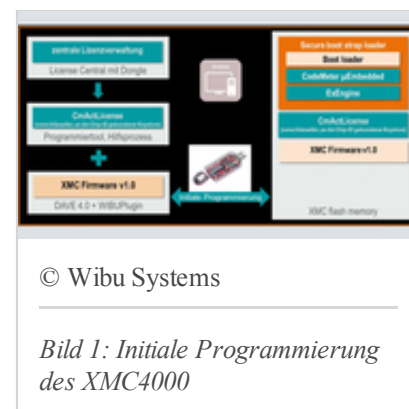 zentrale Lizenzverwaltung
License Central mit Dongle
CmActLicense
Programmiertool, Hilfsprozess
XMC Firmware v1.0
DAVE 4.0 + WIBUPlugin
Initiale Programmierung
Secure boot strap loader
Boot loader
CodeMeter µEmbedded
ExEngine
CmActLicense
XMC Firmware v1.0
XMC flash memory
© Wibu Systems
Bild 1: Initiale Programmierung
des XMC4000